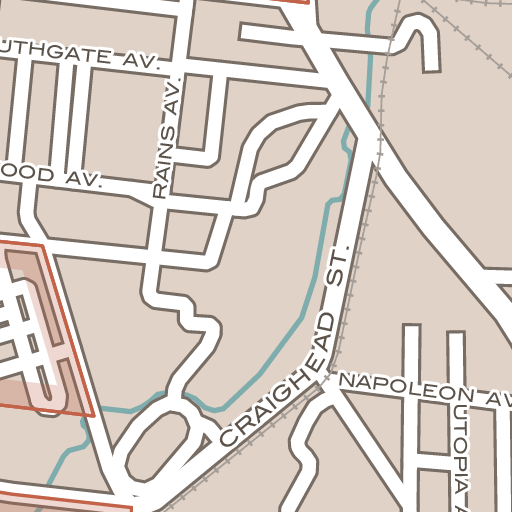 UTHGATE AV.
RAINS AV.
OOD AV.
CRAIGHEAD ST.
NAPOLEON AV
UTOPIA A